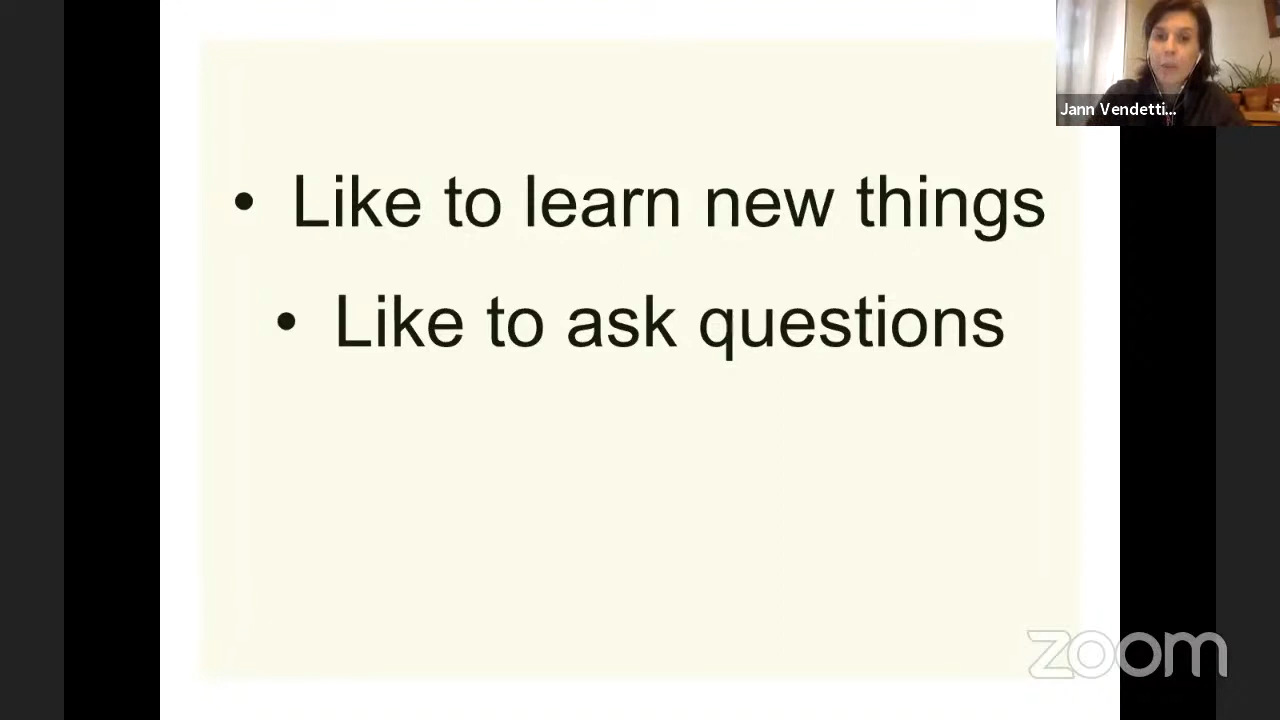 Jann Vendetti...
• Like to learn new things
• Like to ask questions
zoom